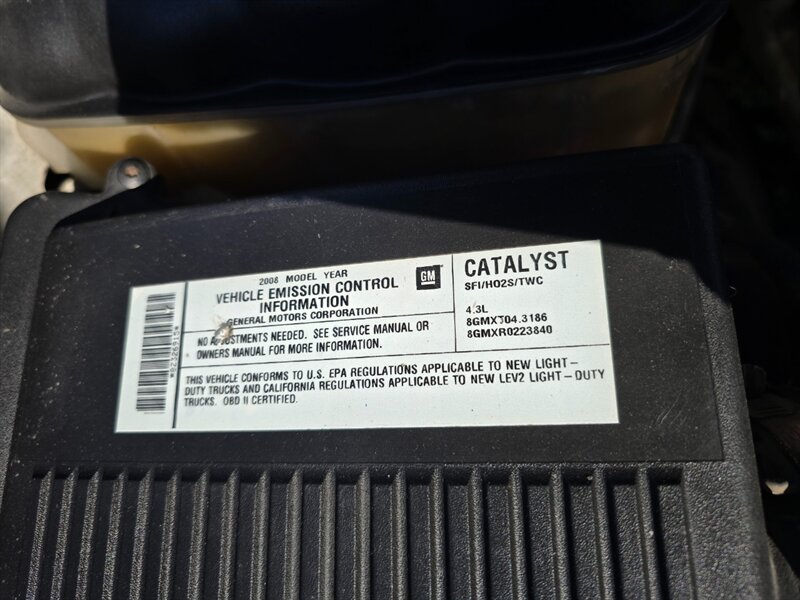 2008 MODEL YEAR
VEHICLE EMISSION CONTROL
INFORMATION
GENERAL MOTORS CORPORATION
GM
CATALYST
SFI/HO2S/TWC
4.3L
8GMXT04.3186
8GMXR0223840
NO ADJUSTMENTS NEEDED. SEE SERVICE MANUAL OR
OWNERS MANUAL FOR MORE INFORMATION.
THIS VEHICLE CONFORMS TO U.S. EPA REGULATIONS APPLICABLE TO NEW LIGHT-
DUTY TRUCKS AND CALIFORNIA REGULATIONS APPLICABLE TO NEW LEV2 LIGHT-DUTY
TRUCKS. OBD II CERTIFIED.